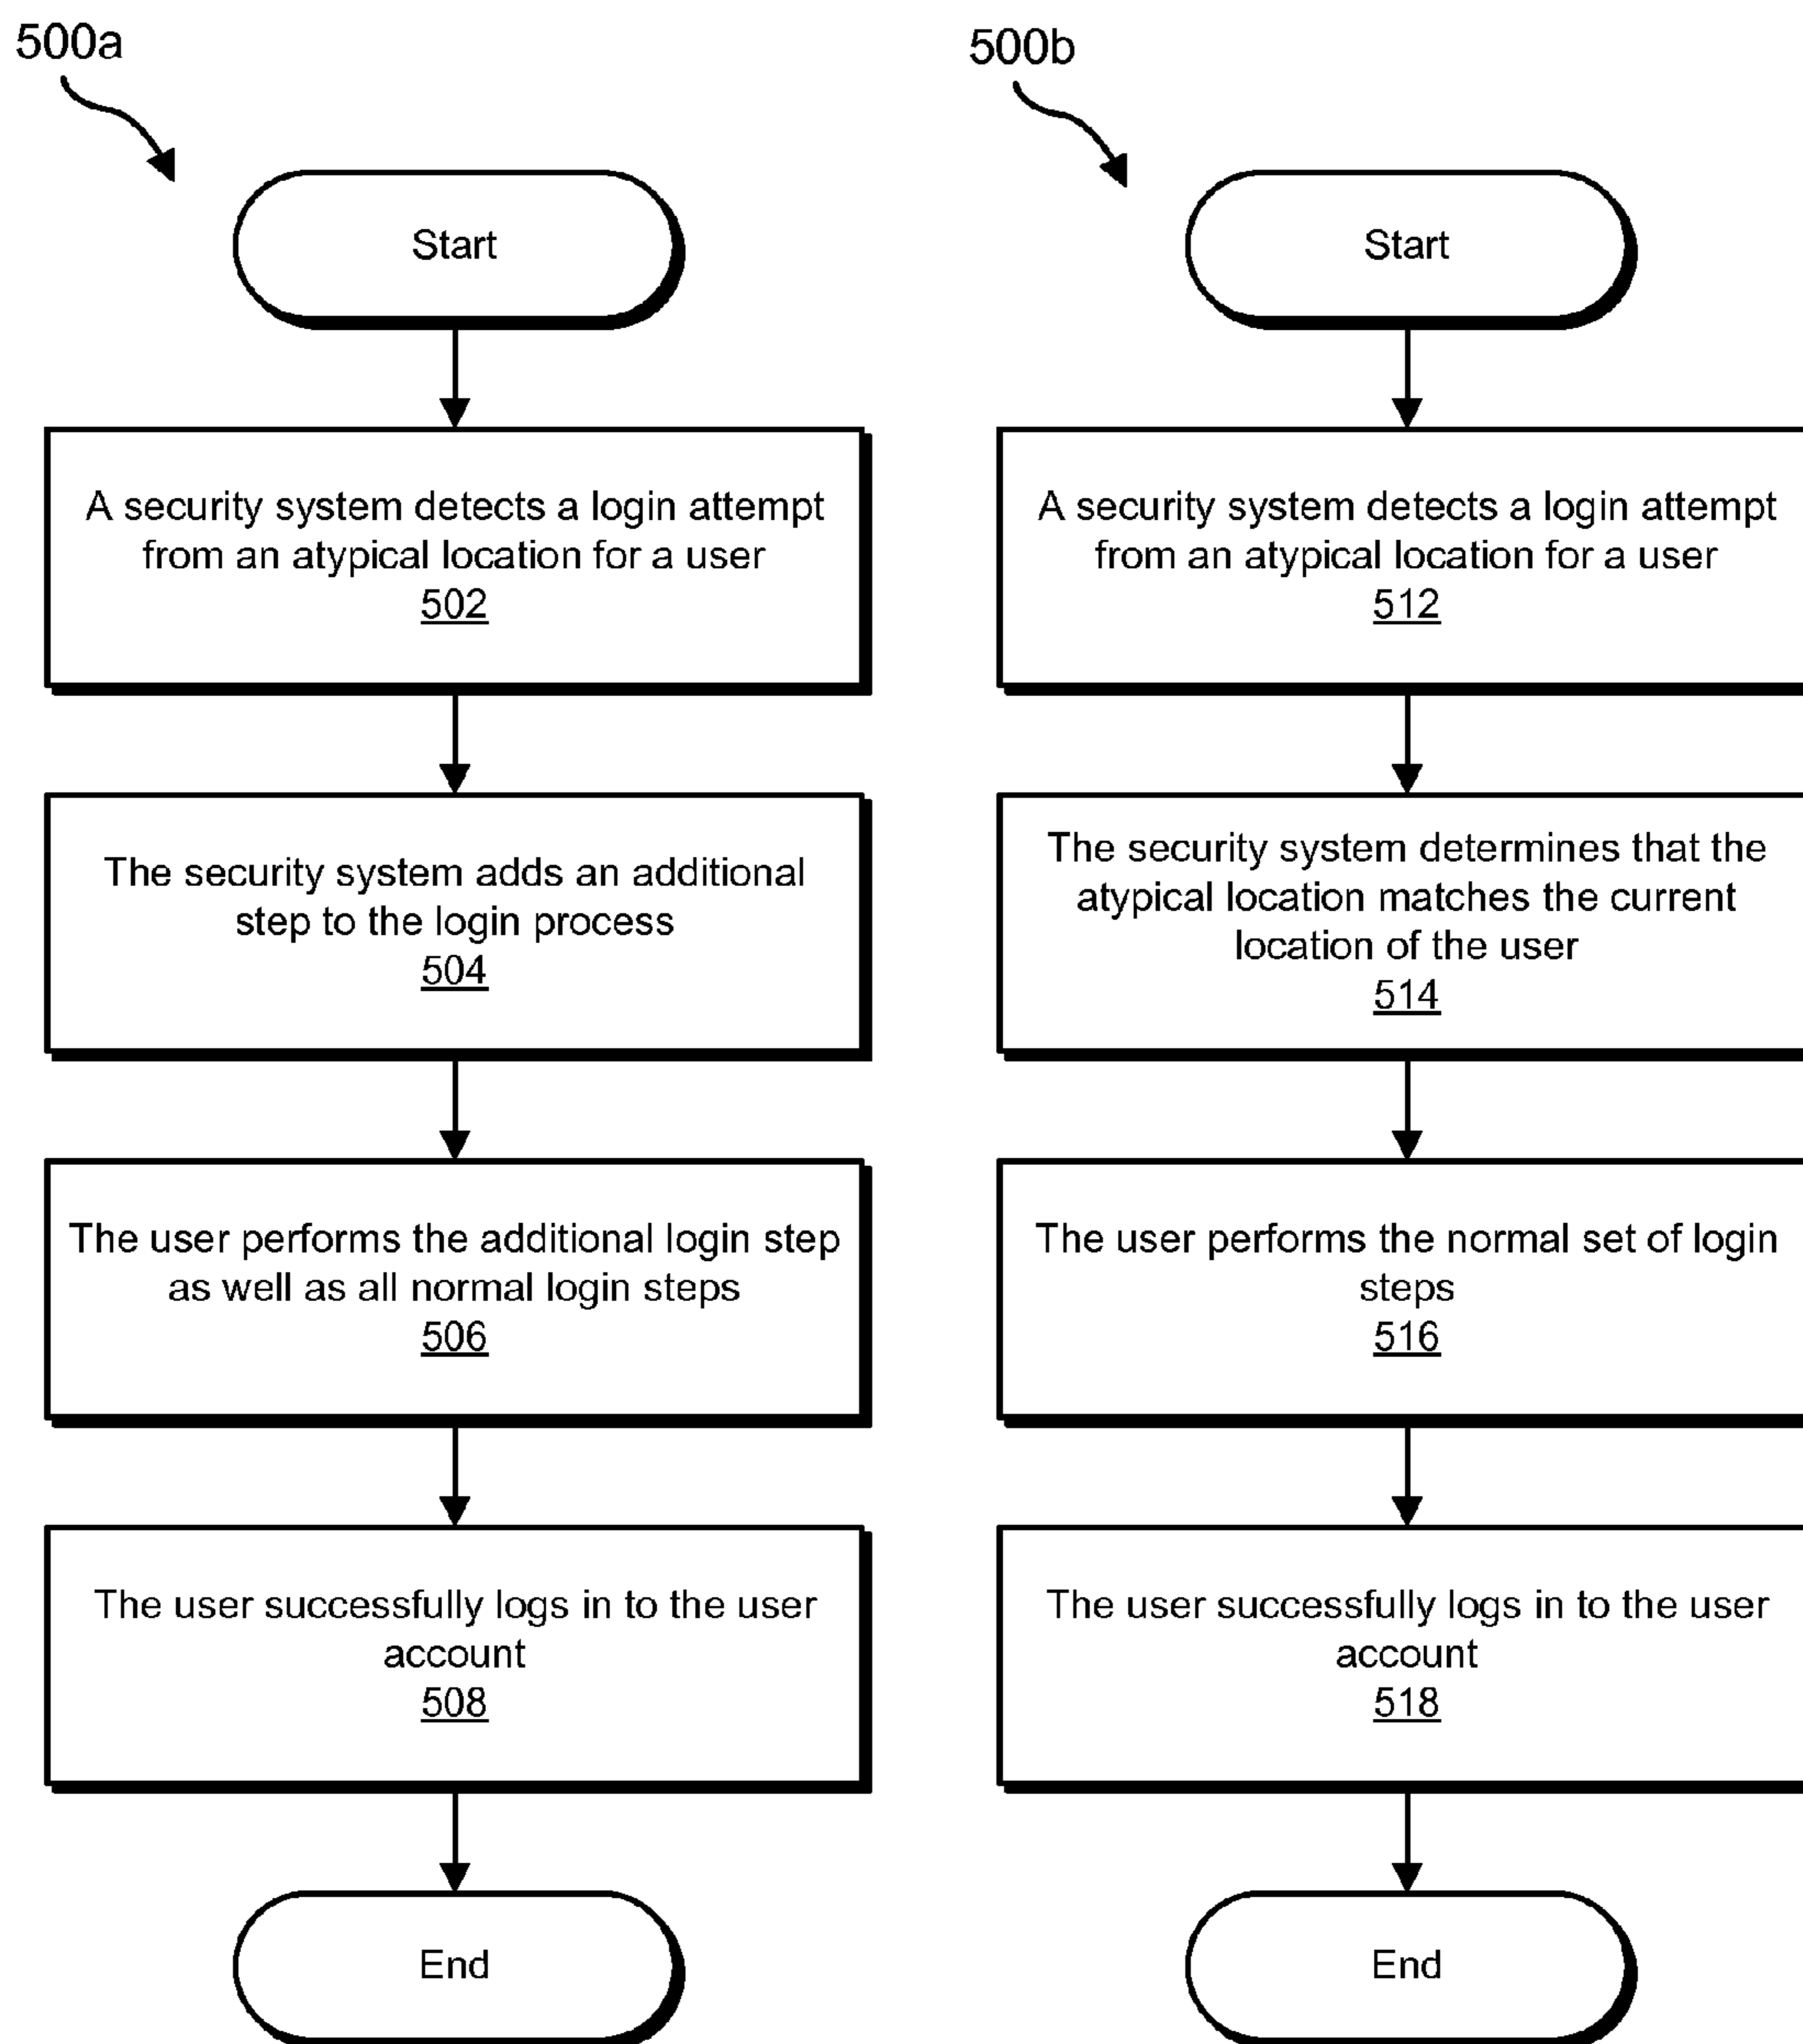 500a
Start
A security system detects a login attempt
from an atypical location for a user
502
The security system adds an additional
step to the login process
504
The user performs the additional login step
as well as all normal login steps
506
The user successfully logs in to the user
account
508
End
500b
Start
A security system detects a login attempt
from an atypical location for a user
512
The security system determines that the
atypical location matches the current
location of the user
514
The user performs the normal set of login
steps
516
The user successfully logs in to the user
account
518
End